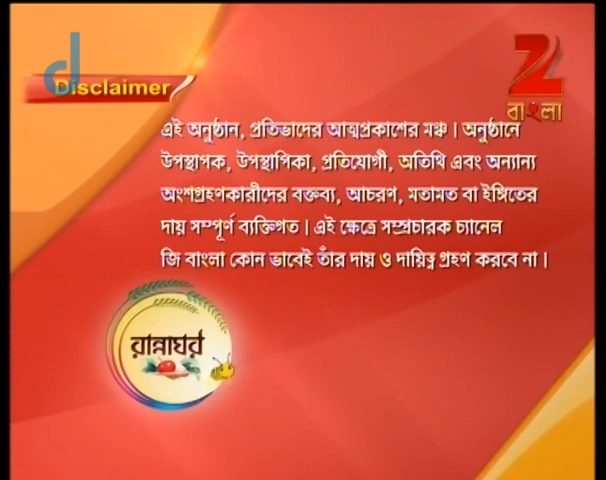 d
Disclaimer
বাংলা
এই অনুষ্ঠান, প্রতিভাদের আত্মপ্রকাশের মঞ্চ। অনুষ্ঠানে
উপস্থাপক, উপস্থাপিকা, প্রতিযোগী, অতিথি এবং অন্যান্য
অংশগ্রহণকারীদের বক্তব্য, আচরণ, মতামত বা ইঙ্গিতের
দায় সম্পূর্ণ ব্যক্তিগত। এই ক্ষেত্রে সম্প্রচারক চ্যানেল
জি বাংলা কোন ভাবেই তাঁর দায় ও দায়িত্ব গ্রহণ করবে না।
রান্নাঘর